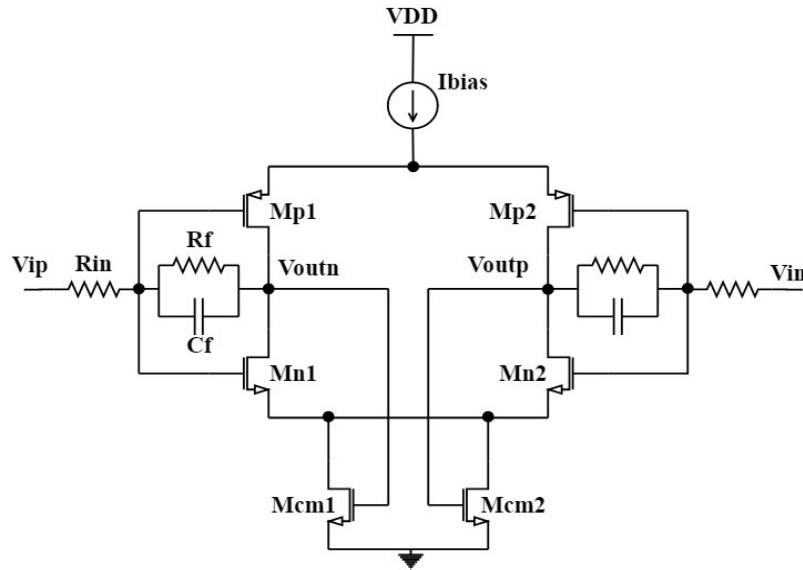 VDD
Ibias
Mp1
Mp2
Rf
Vip
Rin
Voutn
Voutp
Vin
Cf
Mn1
Mn2
Mcm1
Mcm2